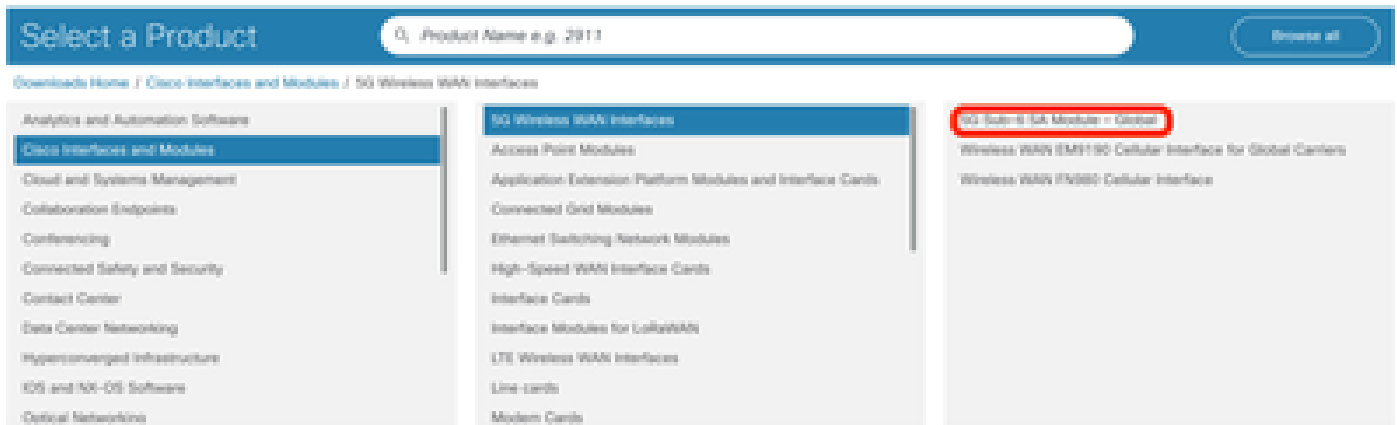 Select a Product
Product Name e.g. 2911
Browse all
Downloads Home / Cisco Interfaces and Modules / 5G Wireless WAN Interfaces
Analytics and Automation Software
Cisco Interfaces and Modules
Cloud and Systems Management
Collaboration Endpoints
Conferencing
Connected Safety and Security
Contact Center
Data Center Networking
Hyperconverged Infrastructure
IOS and NX-OS Software
Optical Networking
5G Wireless WAN Interfaces
Access Point Modules
Application Extension Platform Modules and Interface Cards
Connected Grid Modules
Ethernet Switching Network Modules
High-Speed WAN Interface Cards
Interface Cards
Interface Modules for LoRaWAN
LTE Wireless WAN Interfaces
Line cards
Modem Cards
5G Sub-6 SA Module - Global
Wireless WAN EM9190 Cellular Interface for Global Carriers
Wireless WAN FN980 Cellular Interface